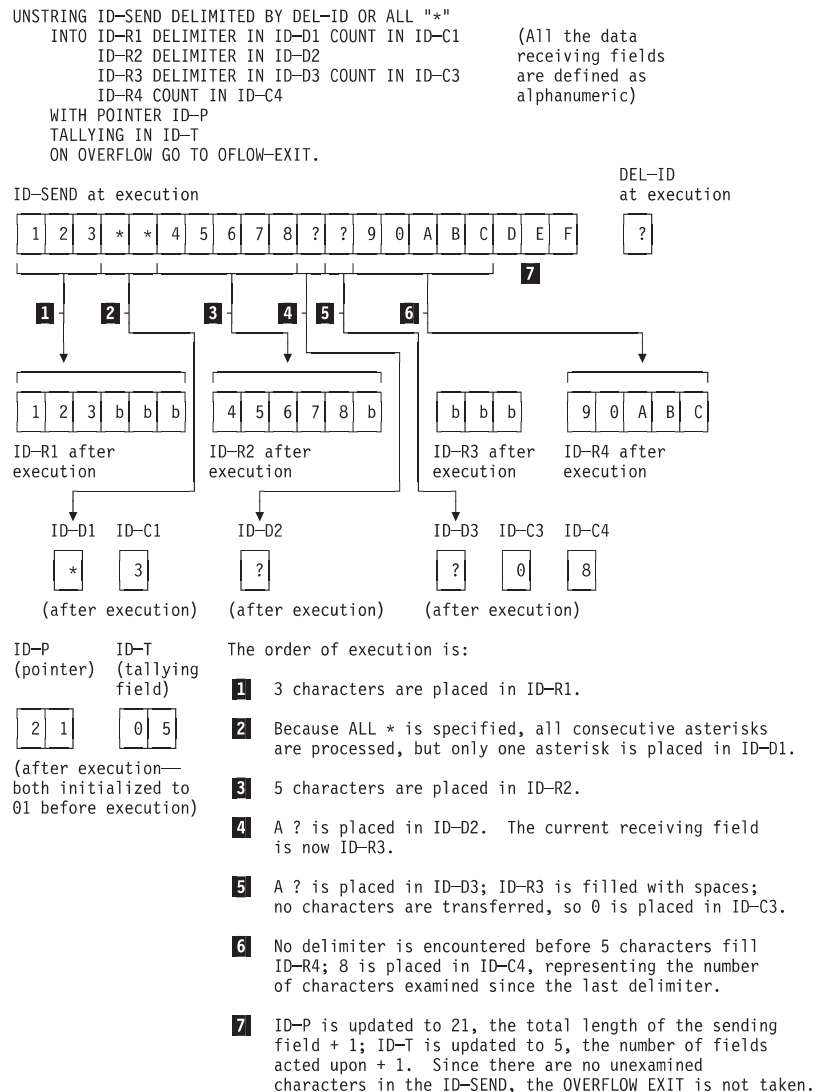 UNSTRING ID-SEND DELIMITED BY DEL-ID OR ALL "*"
INTO ID-R1 DELIMITER IN ID-D1 COUNT IN ID-C1 (All the data
ID-R2 DELIMITER IN ID-D2 receiving fields
ID-R3 DELIMITER IN ID-D3 COUNT IN ID-C3 are defined as
ID-R4 COUNT IN ID-C4 alphanumeric)
WITH POINTER ID-P
TALLYING IN ID-T
ON OVERFLOW GO TO OFLOW-EXIT.
DEL-ID
ID-SEND at execution at execution
1 2 3 * * 4 5 6 7 8 ? ? 9 0 A B C D E F ?
7
1 2 3 4 5 6
1 2 3 b b b 4 5 6 7 8 b b b b 9 0 A B C
ID-R1 after ID-R2 after ID-R3 after ID-R4 after
execution execution execution execution
ID-D1 ID-C1 ID-D2 ID-D3 ID-C3 ID-C4
* 3 ? ? 0 8
(after execution) (after execution) (after execution)
ID-P ID-T
(pointer) (tallying
field)
2 1 0 5
(after execution—
both initialized to
01 before execution)
The order of execution is:
1 3 characters are placed in ID-R1.
2 Because ALL * is specified, all consecutive asterisks
are processed, but only one asterisk is placed in ID-D1.
3 5 characters are placed in ID-R2.
4 A ? is placed in ID-D2. The current receiving field
is now ID-R3.
5 A ? is placed in ID-D3; ID-R3 is filled with spaces;
no characters are transferred, so 0 is placed in ID-C3.
6 No delimiter is encountered before 5 characters fill
ID-R4; 8 is placed in ID-C4, representing the number
of characters examined since the last delimiter.
7 ID-P is updated to 21, the total length of the sending
field + 1; ID-T is updated to 5, the number of fields
acted upon + 1. Since there are no unexamined
characters in the ID-SEND, the OVERFLOW EXIT is not taken.